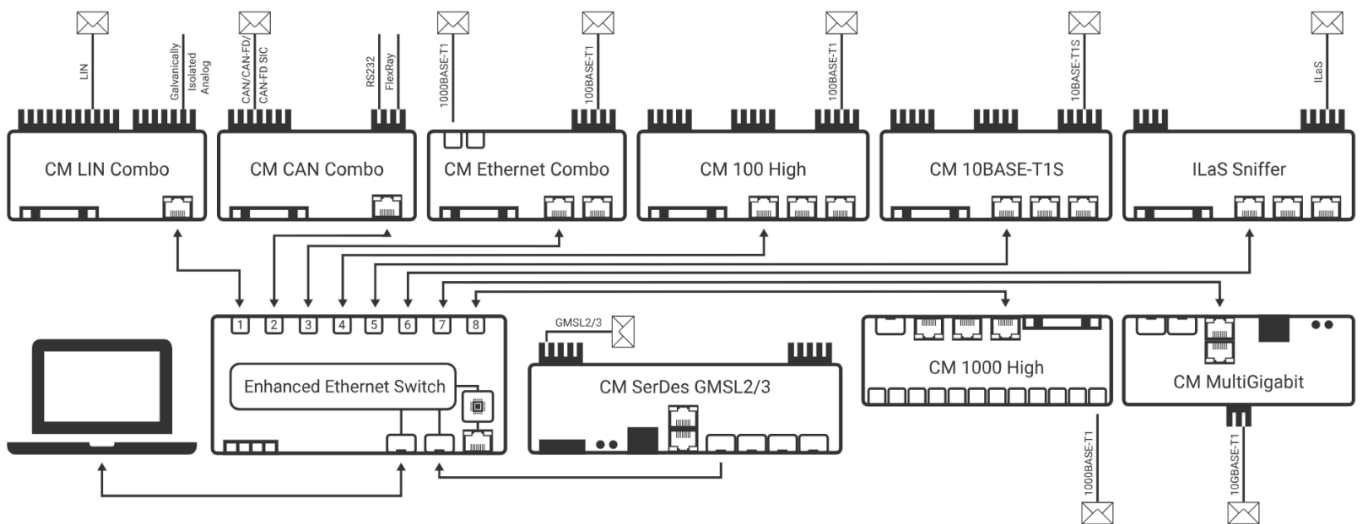 LIN
Galvanically
Isolated
Analog
CAN/CAN-FD/
CAN-FD SIC
RS232
FlexRay
1000BASE-T1
100BASE-T1
100BASE-T1
10BASE-T1S
ILaS
CM LIN Combo
CM CAN Combo
CM Ethernet Combo
CM 100 High
CM 10BASE-T1S
ILaS Sniffer
1 2 3 4 5 6 7 8
Enhanced Ethernet Switch
GMSL2/3
CM SerDes GMSL2/3
CM 1000 High
CM MultiGigabit
1000BASE-T1
10GBASE-T1